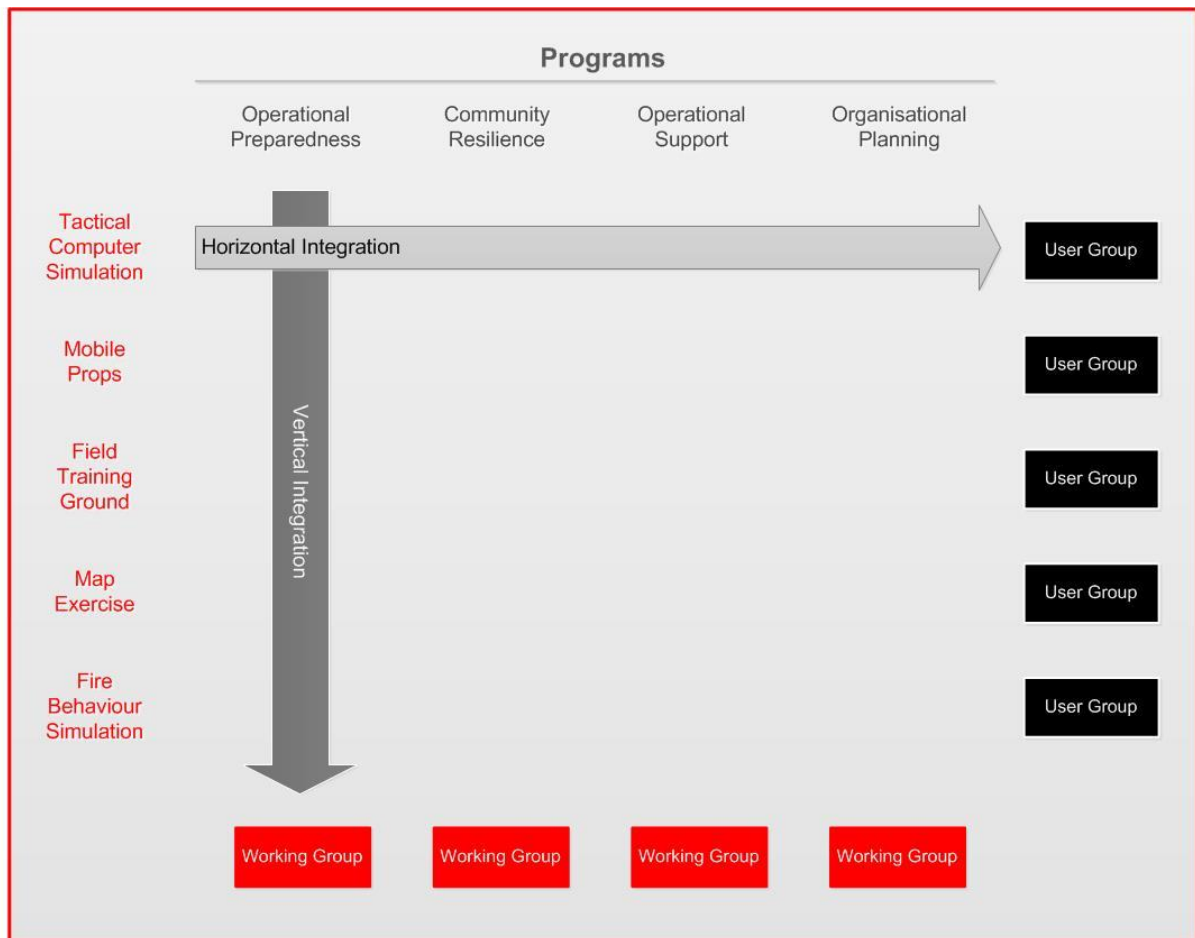 Programs
Operational
Preparedness
Community
Resilience
Operational
Support
Organisational
Planning
Tactical
Computer
Simulation
Horizontal Integration
User Group
Mobile
Props
User Group
Vertical Integration
Field
Training
Ground
User Group
Map
Exercise
User Group
Fire
Behaviour
Simulation
User Group
Working Group
Working Group
Working Group
Working Group